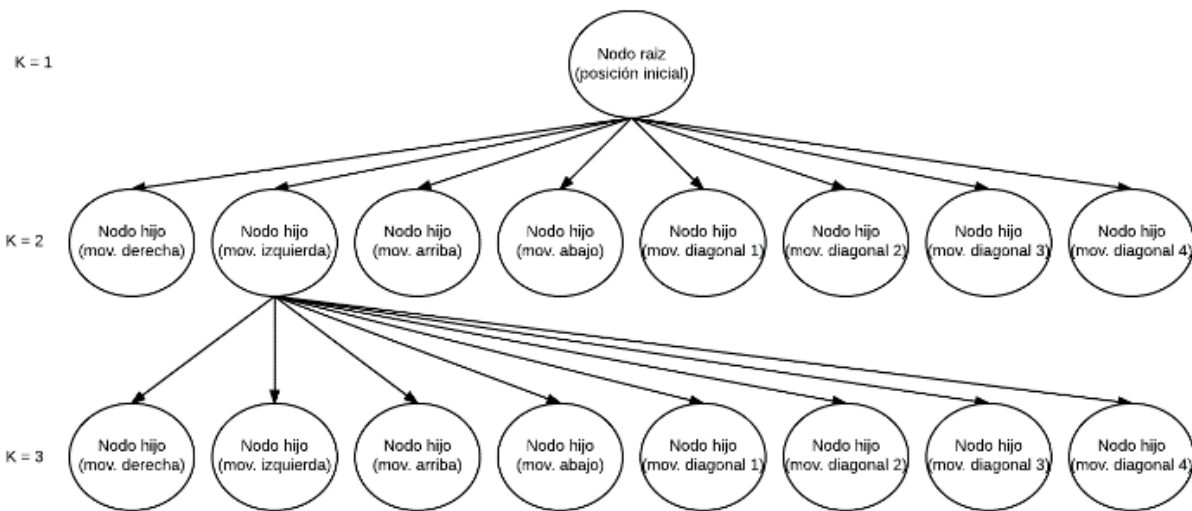 K = 1
Nodo raiz
(posición inicial)
K = 2
Nodo hijo
(mov. derecha)
Nodo hijo
(mov. izquierda)
Nodo hijo
(mov. arriba)
Nodo hijo
(mov. abajo)
Nodo hijo
(mov. diagonal 1)
Nodo hijo
(mov. diagonal 2)
Nodo hijo
(mov. diagonal 3)
Nodo hijo
(mov. diagonal 4)
K = 3
Nodo hijo
(mov. derecha)
Nodo hijo
(mov. izquierda)
Nodo hijo
(mov. arriba)
Nodo hijo
(mov. abajo)
Nodo hijo
(mov. diagonal 1)
Nodo hijo
(mov. diagonal 2)
Nodo hijo
(mov. diagonal 3)
Nodo hijo
(mov. diagonal 4)